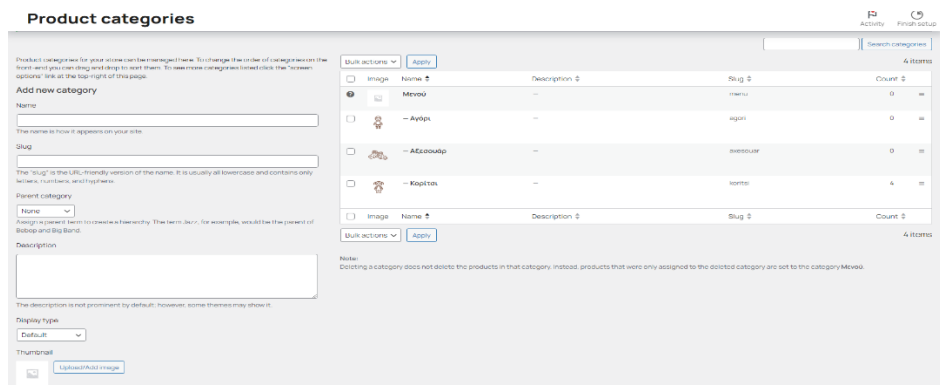 Product categories
Activity
Finish setup
Search categories
Product categories for your store can be managed here. To change the order of categories on the
front-end you can drag and drop to sort them. To see more categories listed click the "screen
options" link at the top-right of this page.
Add new category
Name
The name is how it appears on your site.
Slug
The "slug" is the URL-friendly version of the name. It is usually all lowercase and contains only
letters, numbers, and hyphens.
Parent category
None
Assign a parent term to create a hierarchy. The term Jazz, for example, would be the parent of
Bebop and Big Band.
Description
The description is not prominent by default; however, some themes may show it.
Display type
Default
Thumbnail
Upload/Add image
Bulk actions Apply 4 items
Image Name Description Slug Count
Μενού — menu 0
— Αγόρι — agori 0
— Αξεσουάρ — axesouar 0
— Κορίτσι — koritsi 4
Image Name Description Slug Count
Bulk actions Apply 4 items
Note:
Deleting a category does not delete the products in that category. Instead, products that were only assigned to the deleted category are set to the category Μενού.